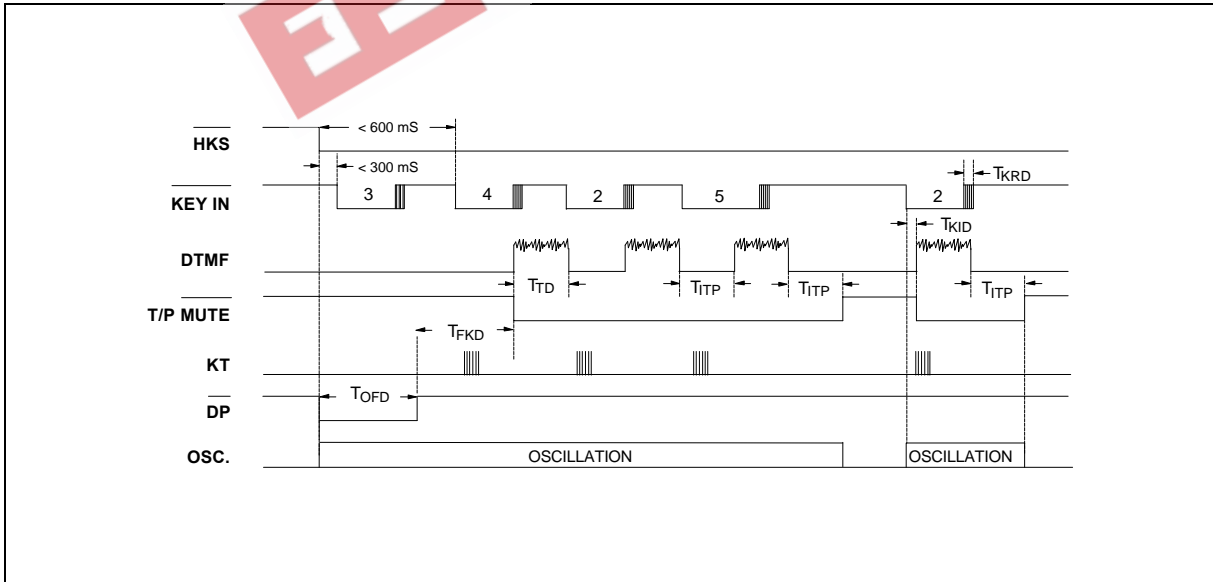 < 600 mS
HKS
< 300 mS
TKRD
KEY IN
3
4
2
5
2
TKID
DTMF
TTD
TITP
TITP
TITP
T/P MUTE
TFKD
KT
TOFD
DP
OSC.
OSCILLATION
OSCILLATION